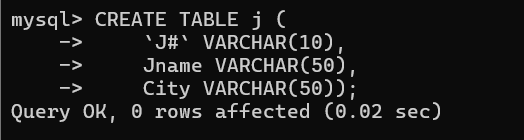 mysql> CREATE TABLE j (
    ->     `J#` VARCHAR(10),
    ->     Jname VARCHAR(50),
    ->     City VARCHAR(50));
Query OK, 0 rows affected (0.02 sec)